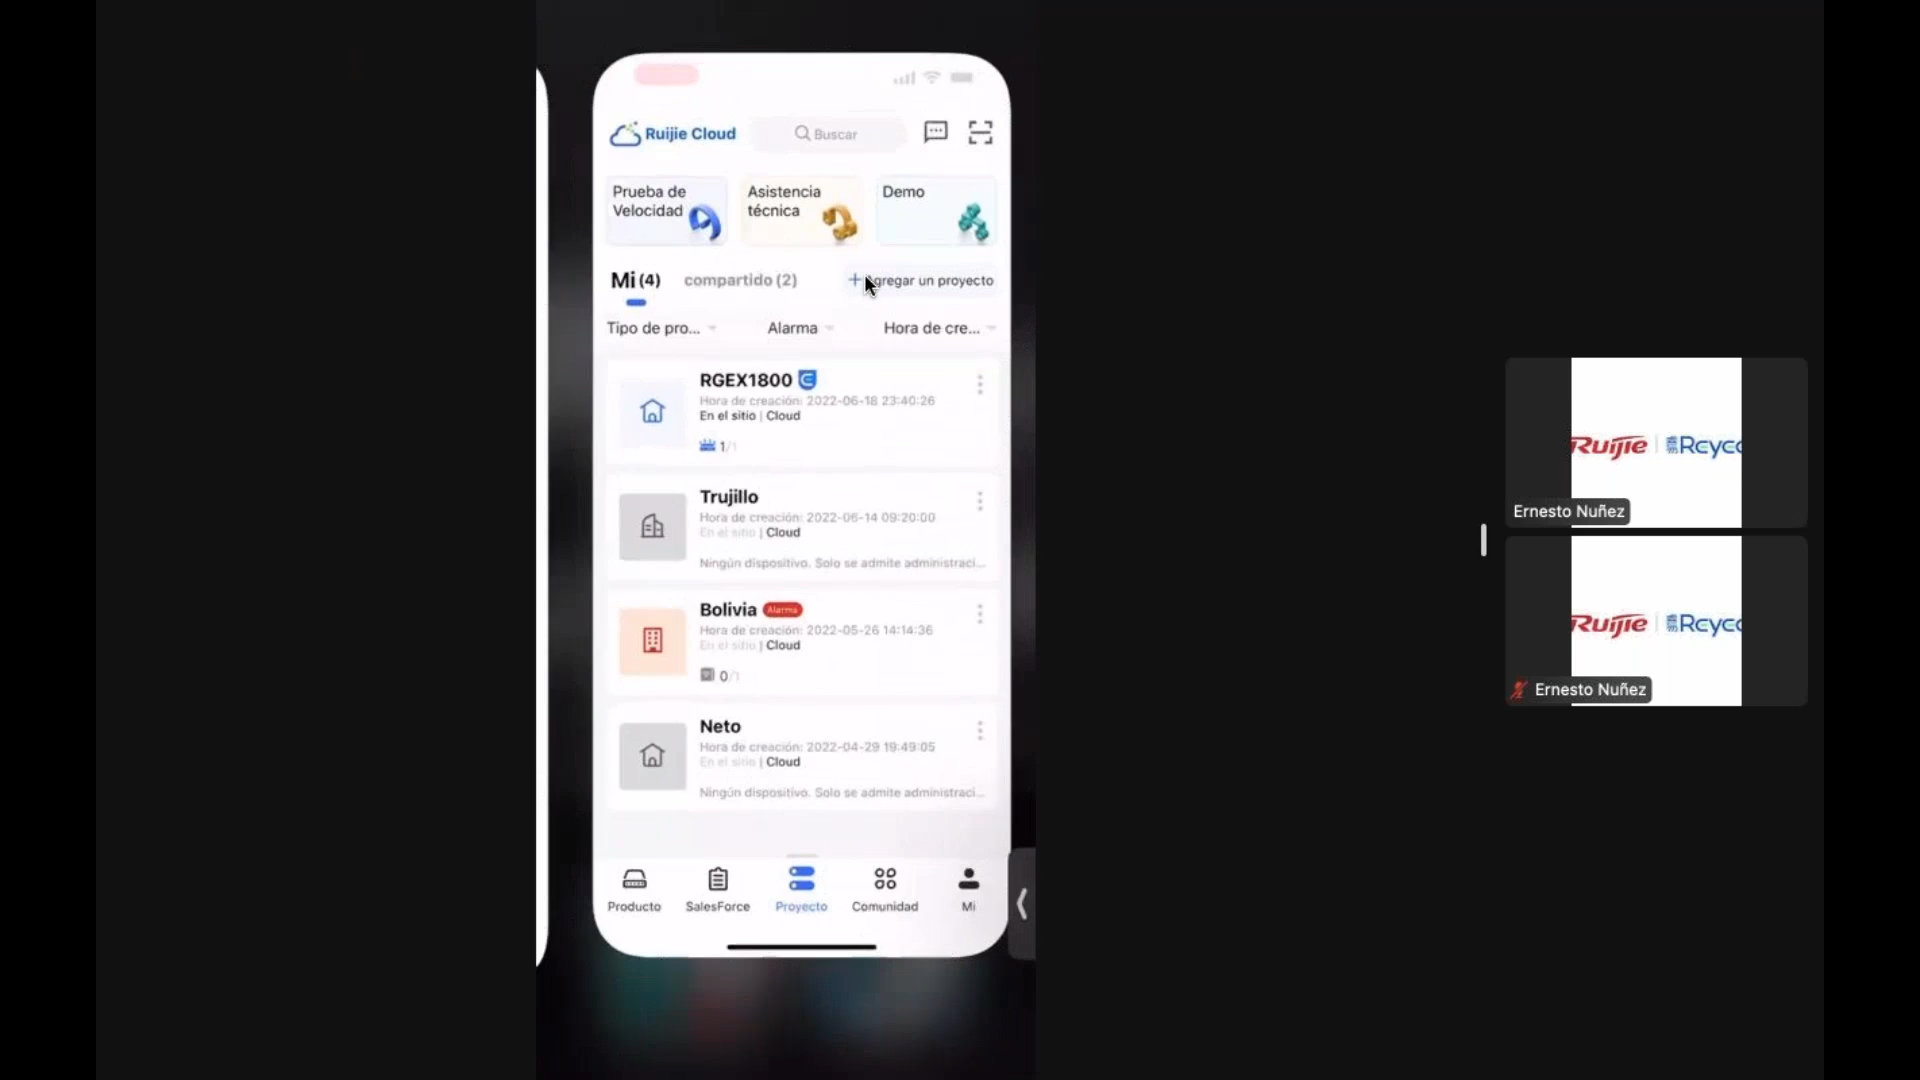 Ruijie Cloud
Buscar
Prueba de
Velocidad
Asistencia
técnica
Demo
Mi (4)
compartido (2)
+ Agregar un proyecto
Tipo de pro...
Alarma
Hora de cre...
RGEX1800
Hora de creación: 2022-06-18 23:40:26
En el sitio | Cloud
1/1
Trujillo
Hora de creación: 2022-06-14 09:20:00
En el sitio | Cloud
Ningún dispositivo. Solo se admite administraci...
Bolivia Alarma
Hora de creación: 2022-05-26 14:14:36
En el sitio | Cloud
0/1
Neto
Hora de creación: 2022-04-29 19:49:05
En el sitio | Cloud
Ningún dispositivo. Solo se admite administraci...
Producto
SalesForce
Proyecto
Comunidad
Mi
Ruijie | Reyc
Ernesto Nuñez
Ruijie | Reyc
Ernesto Nuñez